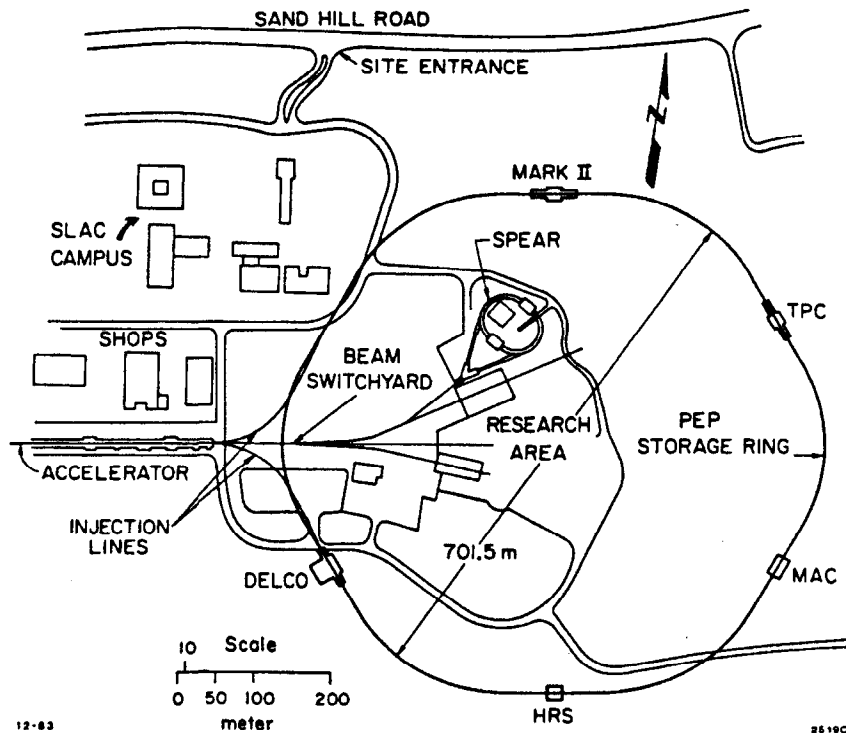 SAND HILL ROAD
SITE ENTRANCE
N
MARK II
SLAC
CAMPUS
SPEAR
TPC
SHOPS
BEAM
SWITCHYARD
RESEARCH
AREA
PEP
STORAGE RING
ACCELERATOR
INJECTION
LINES
701.5 m
DELCO
MAC
10 Scale
0 50 100 200
meter
HRS
12-83
2519C